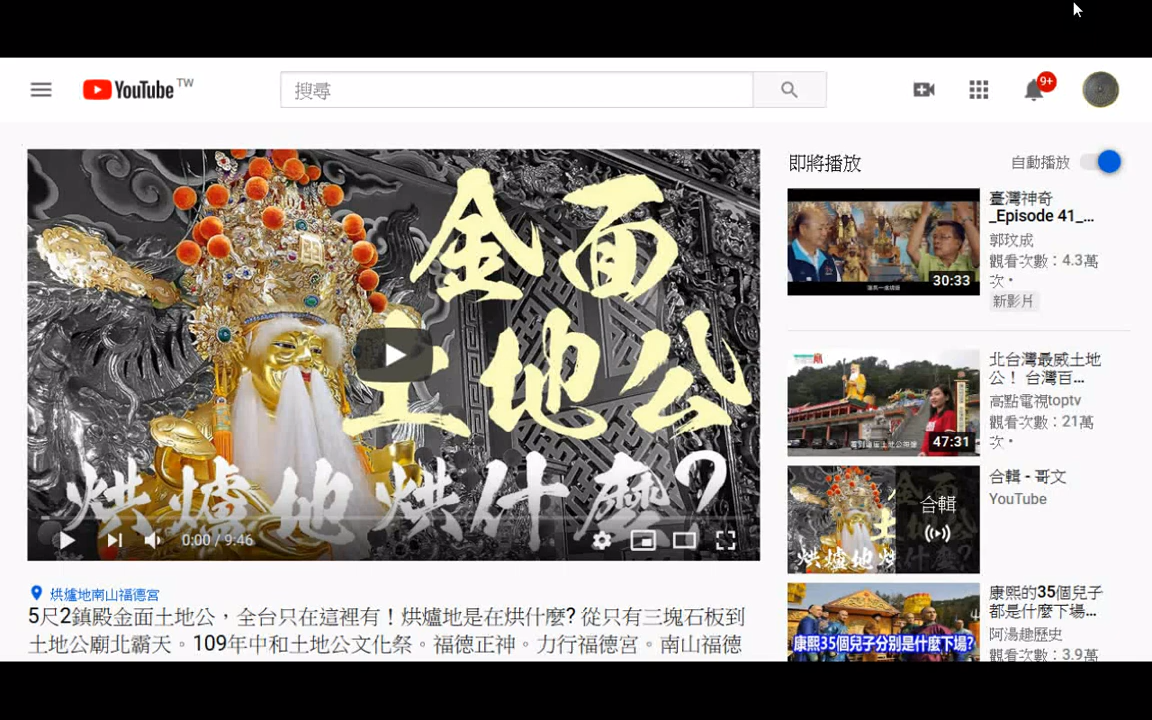 YouTube TW
搜尋
9+
金面
土地公
烘爐地烘什麼?
0:00 / 9:46
烘爐地南山福德宮
5尺2鎮殿金面土地公，全台只在這裡有！烘爐地是在烘什麼? 從只有三塊石板到
土地公廟北霸天。109年中和土地公文化祭。福德正神。力行福德宮。南山福德
即將播放
自動播放
30:33
臺灣神奇
_Episode 41_...
郭玟成
觀看次數：4.3萬
次・
新影片
47:31
北台灣最威土地
公！ 台灣百...
高點電視toptv
觀看次數：21萬
次・
合輯
合輯 - 哥文
YouTube
康熙35個兒子分別是什麼下場?
康熙的35個兒子
都是什麼下場...
阿湯趣歷史
觀看次數：3.9萬